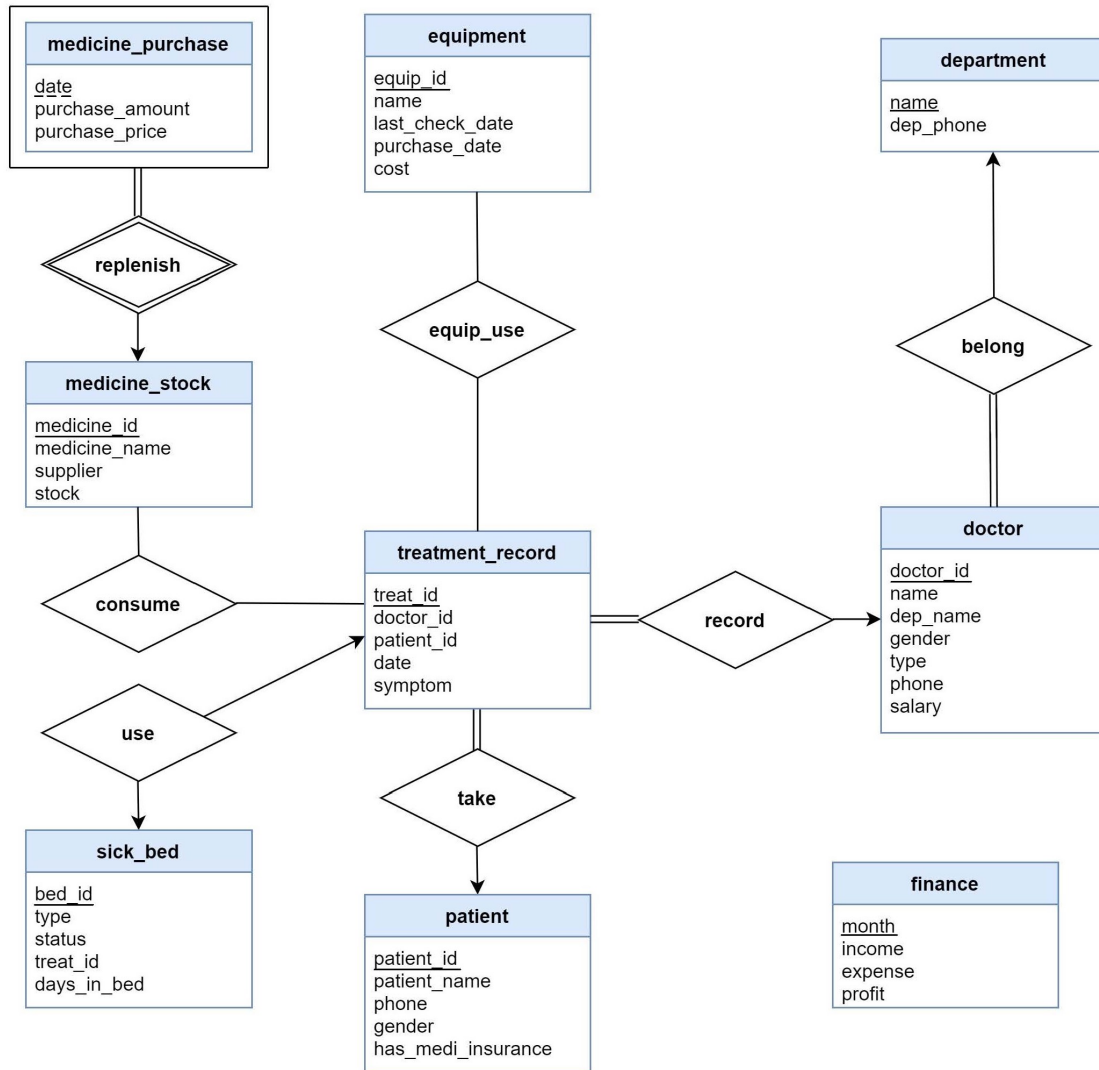 medicine_purchase
date
purchase_amount
purchase_price
equipment
equip_id
name
last_check_date
purchase_date
cost
department
name
dep_phone
replenish
equip_use
belong
medicine_stock
medicine_id
medicine_name
supplier
stock
consume
treatment_record
treat_id
doctor_id
patient_id
date
symptom
record
doctor
doctor_id
name
dep_name
gender
type
phone
salary
use
take
sick_bed
bed_id
type
status
treat_id
days_in_bed
patient
patient_id
patient_name
phone
gender
has_medi_insurance
finance
month
income
expense
profit